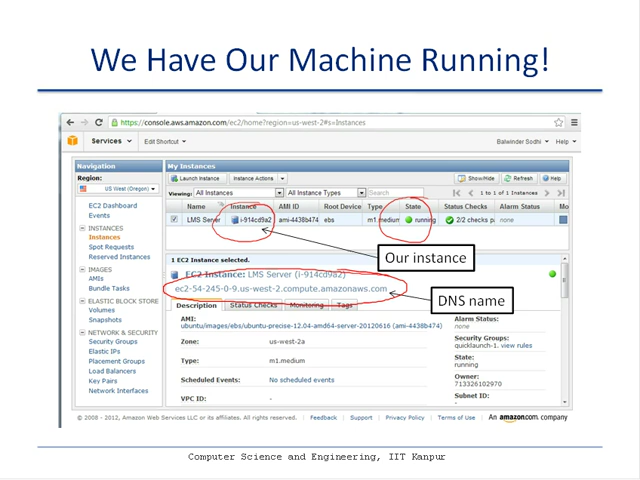 We Have Our Machine Running!
https://console.aws.amazon.com/ec2/home?region=us-west-2#s=Instances
Services Edit Shortcut Balwinder Sodhi Help
Navigation
Region:
US West (Oregon)
EC2 Dashboard
Events
INSTANCES
Instances
Spot Requests
Reserved Instances
IMAGES
AMIs
Bundle Tasks
ELASTIC BLOCK STORE
Volumes
Snapshots
NETWORK & SECURITY
Security Groups
Elastic IPs
Placement Groups
Load Balancers
Key Pairs
Network Interfaces
My Instances
Launch Instance Instance Actions Show/Hide Refresh Help
Viewing: All Instances All Instance Types Search 1 to 1 of 1 Instances
Name Instance AMI ID Root Device Type State Status Checks Alarm Status Mon
LMS Server i-914cd9a2 ami-4438b474 ebs m1.medium running 2/2 checks p none
Our instance
1 EC2 Instance selected.
EC2 Instance: LMS Server (i-914cd9a2)
ec2-54-245-0-9.us-west-2.compute.amazonaws.com
DNS name
Description Status Checks Monitoring Tags
AMI:
ubuntu/images/ebs/ubuntu-precise-12.04-amd64-server-20120616 (ami-4438b474)
Alarm Status:
none
Zone: us-west-2a
Security Groups:
quicklaunch-1. view rules
Type: m1.medium
State:
running
Scheduled Events: No scheduled events
Owner:
713326102970
VPC ID: -
Subnet ID:
-
© 2008 - 2012, Amazon Web Services LLC or its affiliates. All rights reserved. Feedback Support Privacy Policy Terms of Use An amazon.com company
Computer Science and Engineering, IIT Kanpur